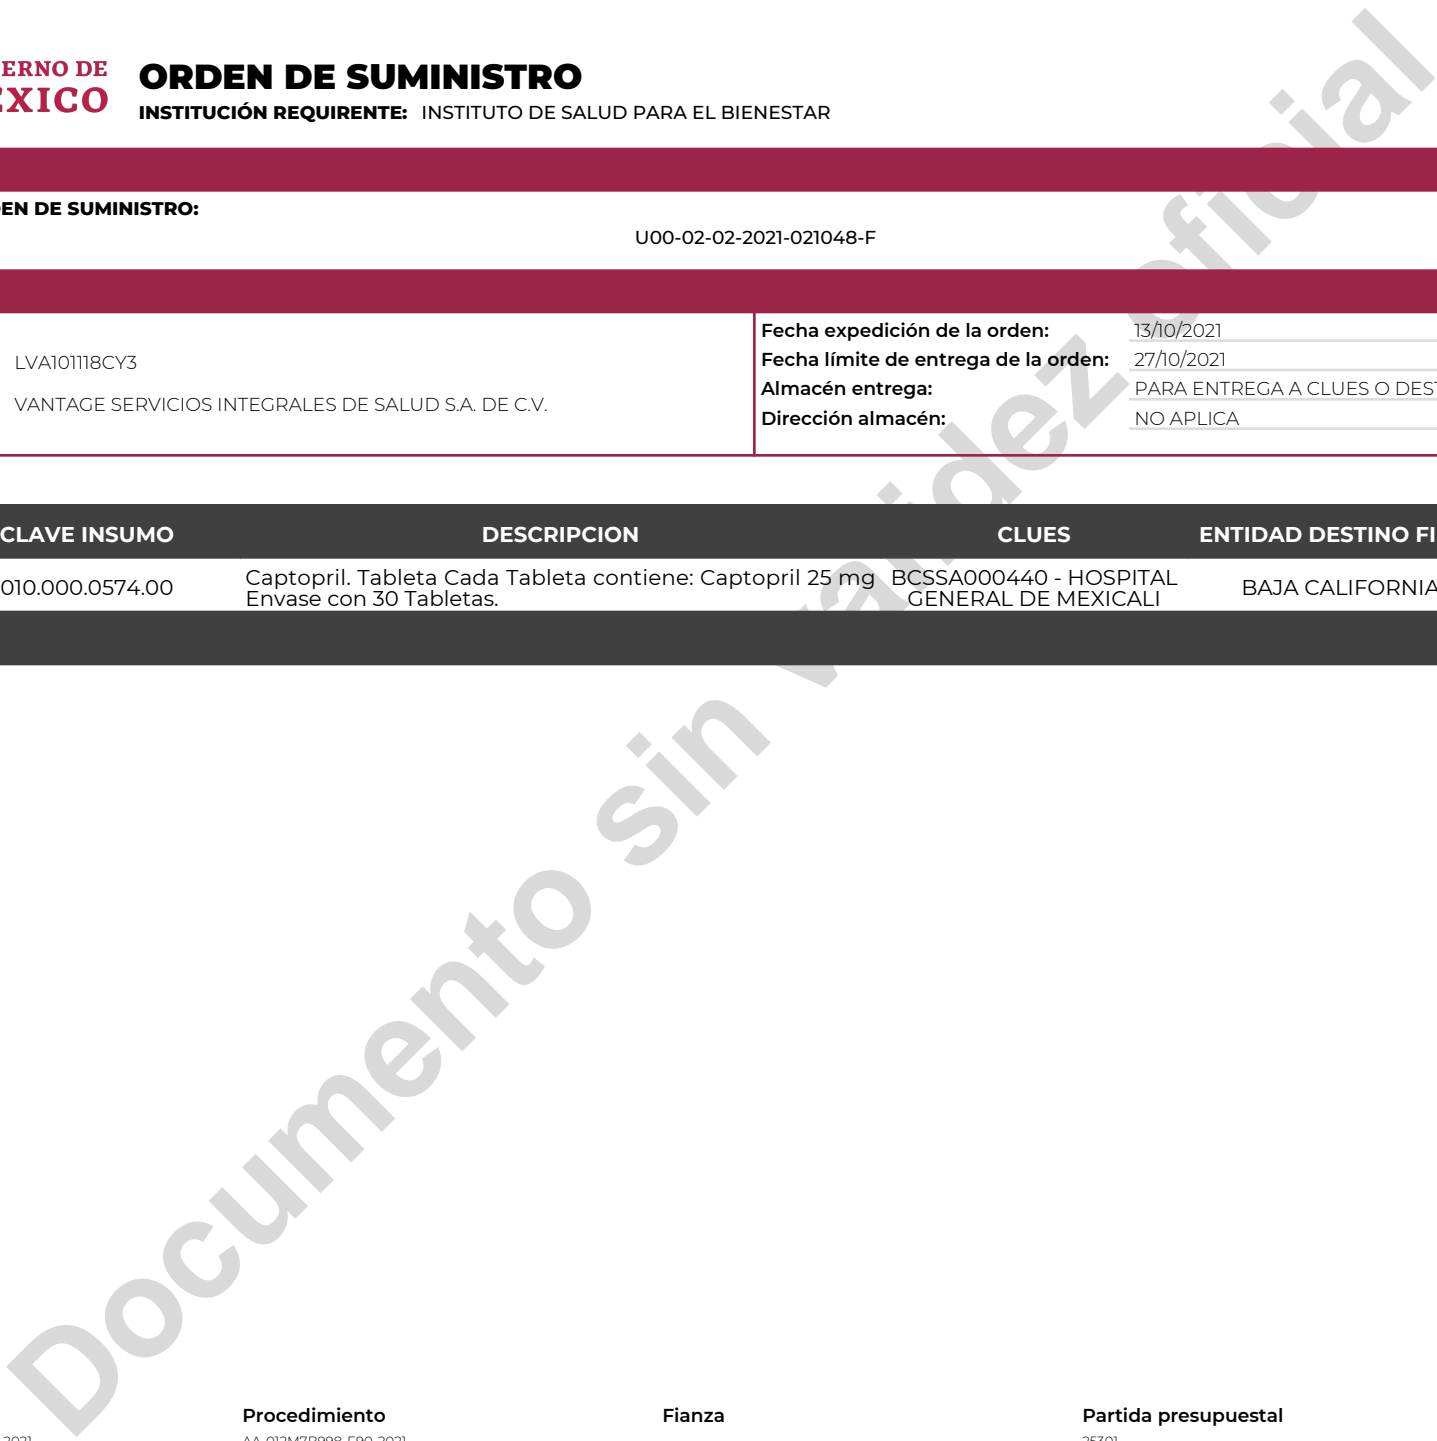 ERNO DE
ÉXICO
ORDEN DE SUMINISTRO
INSTITUCIÓN REQUIRENTE: INSTITUTO DE SALUD PARA EL BIENESTAR
EN DE SUMINISTRO:
U00-02-02-2021-021048-F
LVA101118CY3
VANTAGE SERVICIOS INTEGRALES DE SALUD S.A. DE C.V.
Fecha expedición de la orden: 13/10/2021
Fecha límite de entrega de la orden: 27/10/2021
Almacén entrega: PARA ENTREGA A CLUES O DEST
Dirección almacén: NO APLICA
CLAVE INSUMO DESCRIPCION CLUES ENTIDAD DESTINO FI
010.000.0574.00
Captopril. Tableta Cada Tableta contiene: Captopril 25 mg
Envase con 30 Tabletas.
BCSSA000440 - HOSPITAL
GENERAL DE MEXICALI
BAJA CALIFORNIA
Documento sin validez oficial
Procedimiento Fianza Partida presupuestal